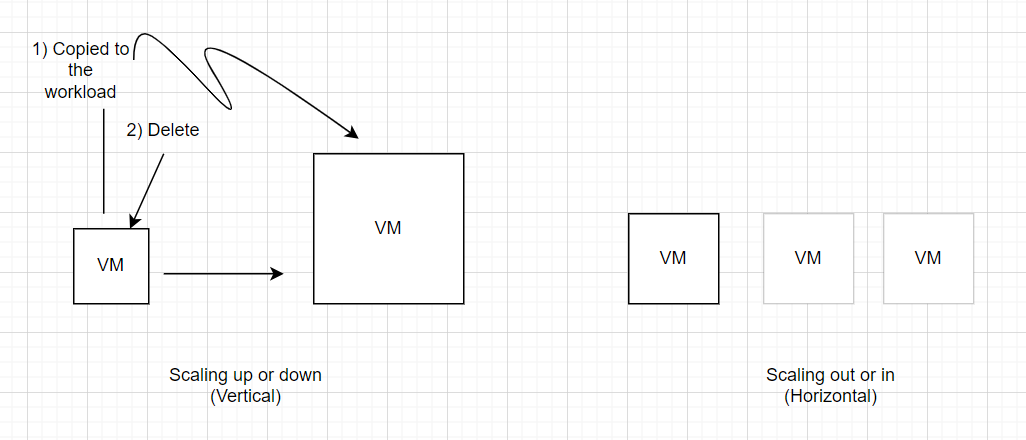 1) Copied to
the
workload
2) Delete
VM
VM
VM
VM
VM
Scaling up or down
(Vertical)
Scaling out or in
(Horizontal)